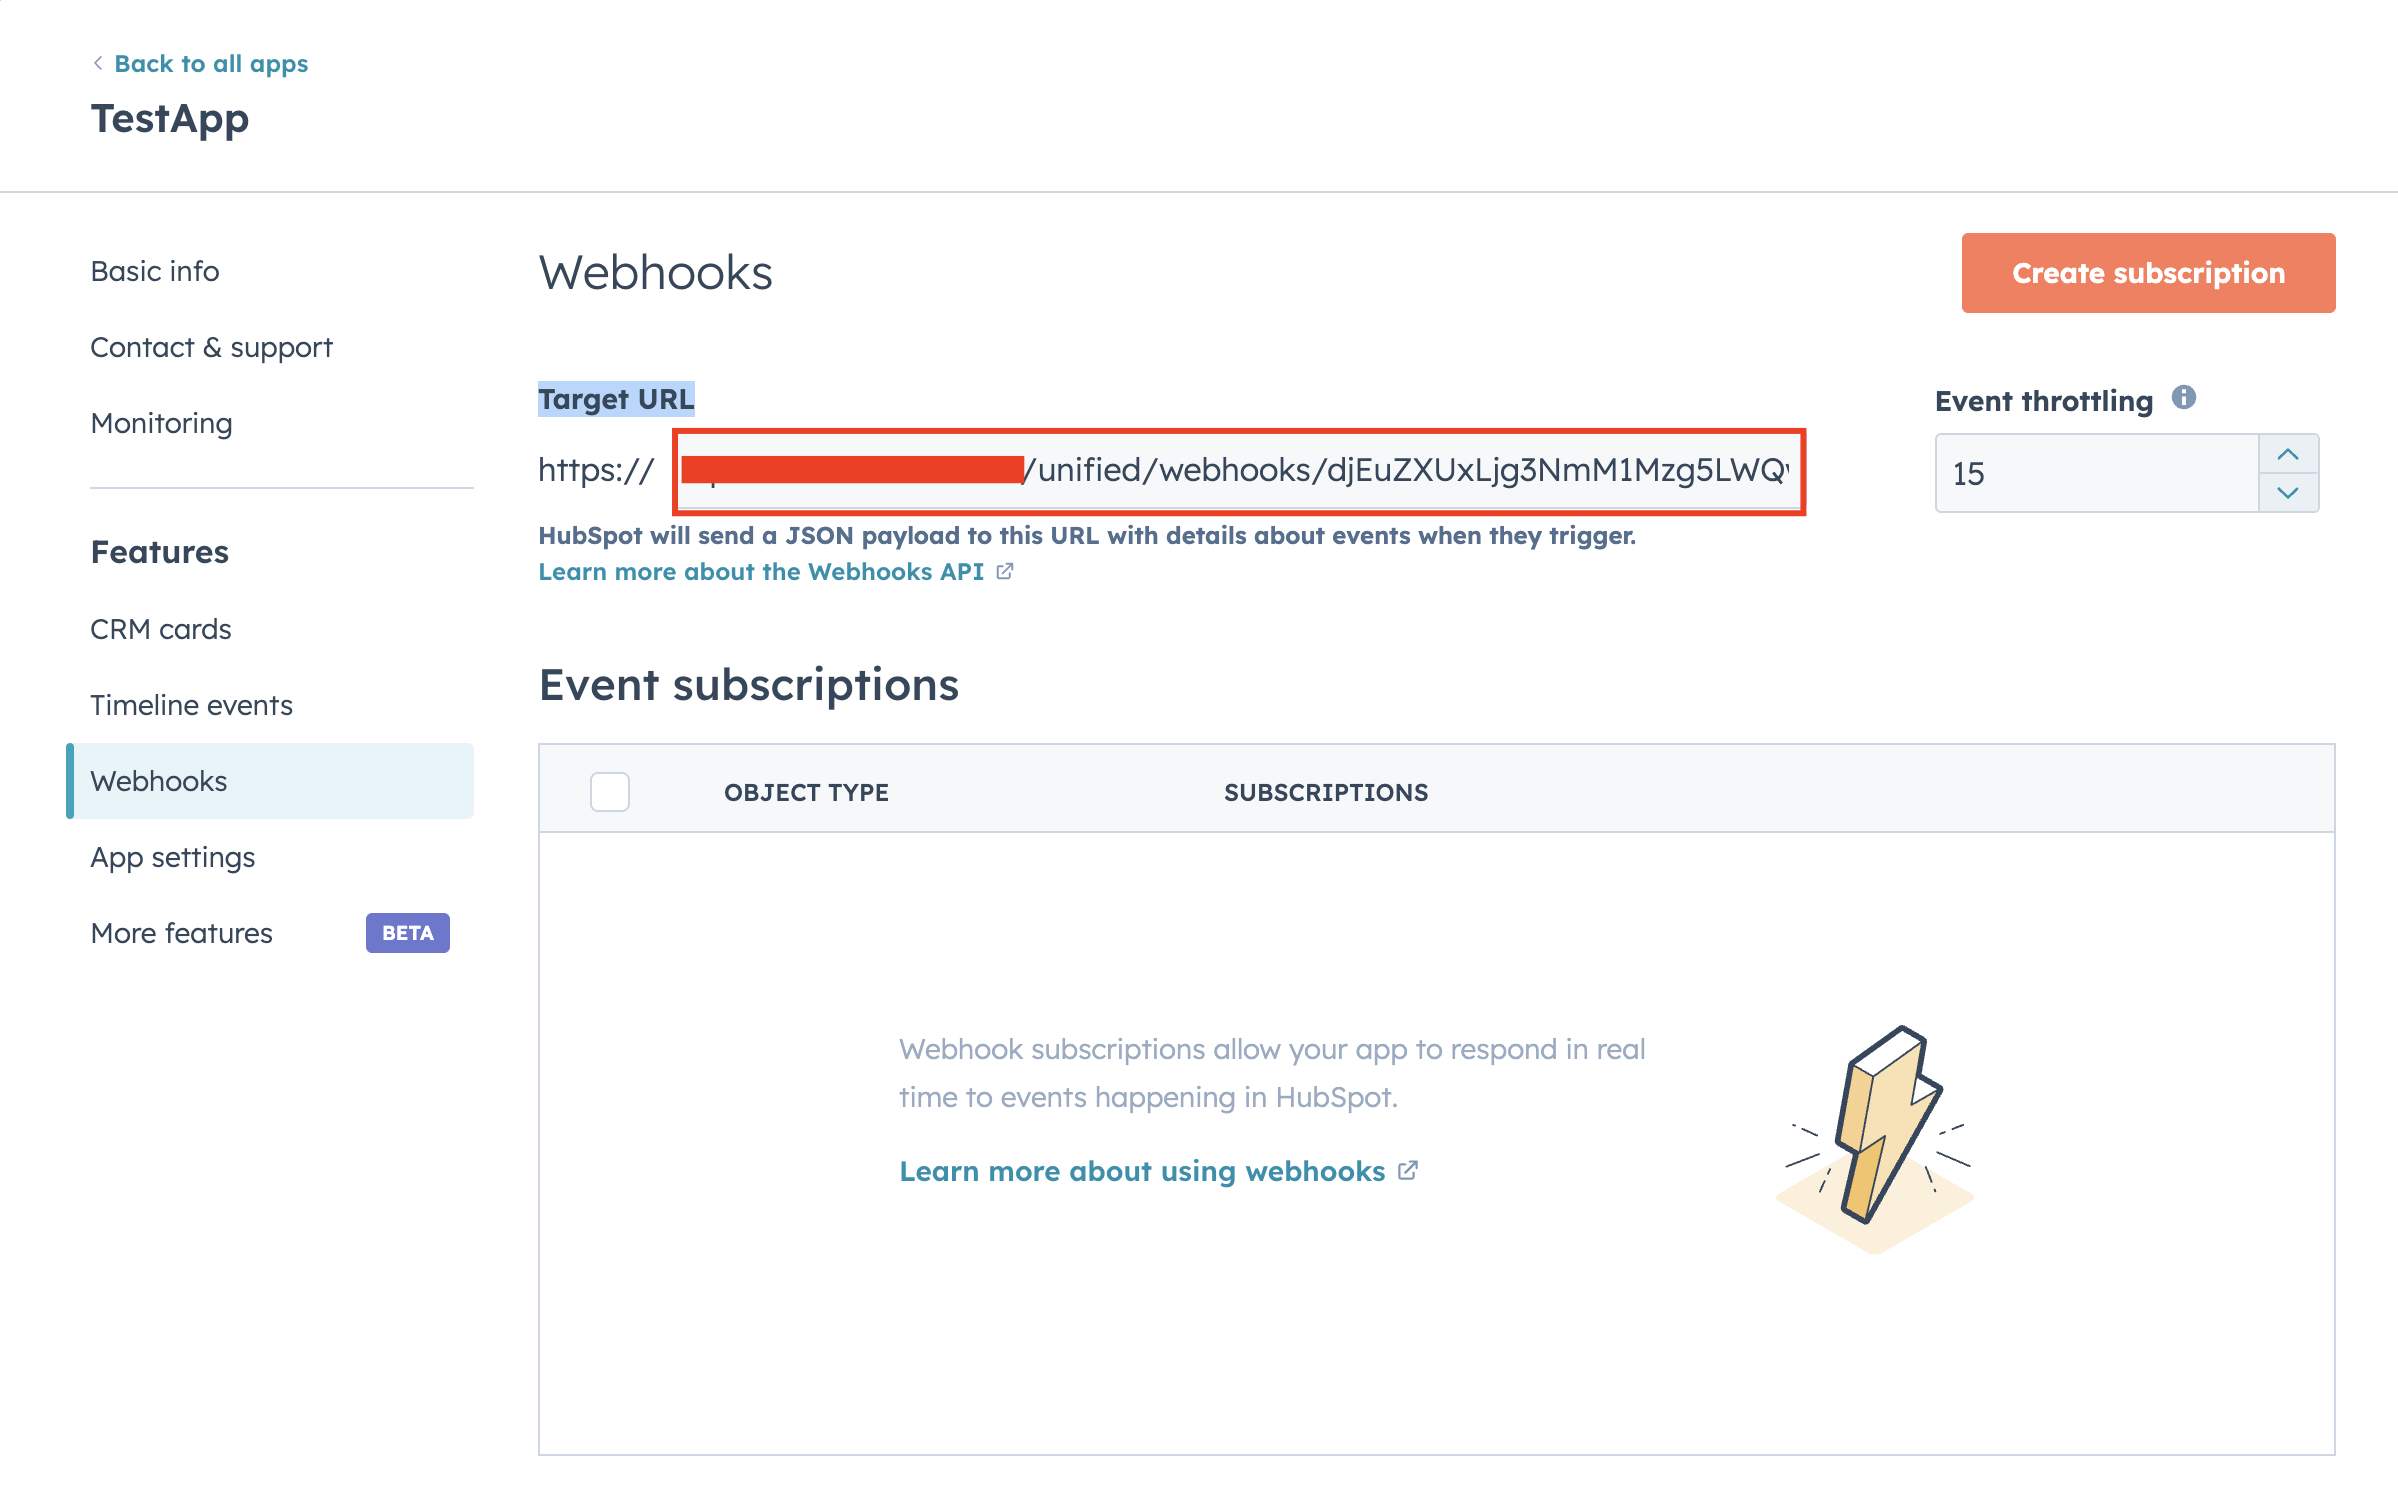 Back to all apps
TestApp
Basic info
Contact & support
Monitoring
Features
CRM cards
Timeline events
Webhooks
App settings
More features BETA
Webhooks
Create subscription
Target URL
https:// /unified/webhooks/djEuZXUxLjg3NmM1Mzg5LWQ
HubSpot will send a JSON payload to this URL with details about events when they trigger.
Learn more about the Webhooks API
Event throttling
15
Event subscriptions
OBJECT TYPE SUBSCRIPTIONS
Webhook subscriptions allow your app to respond in real
time to events happening in HubSpot.
Learn more about using webhooks